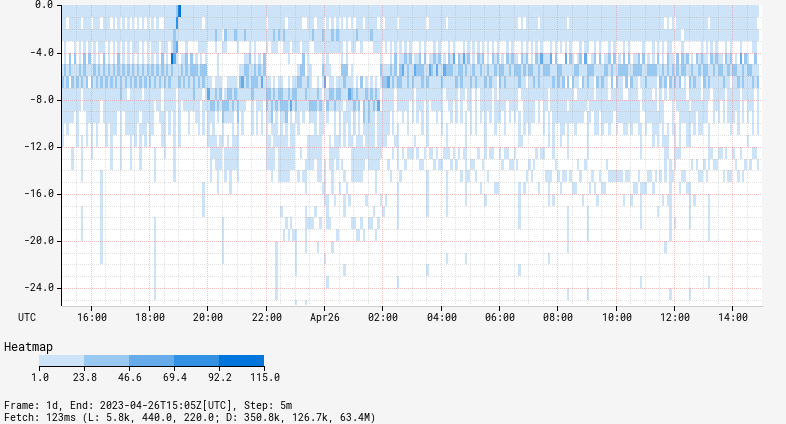 0.0
-4.0
-8.0
-12.0
-16.0
-20.0
-24.0
UTC 16:00 18:00 20:00 22:00 Apr26 02:00 04:00 06:00 08:00 10:00 12:00 14:00
Heatmap
1.0 23.8 46.6 69.4 92.2 115.0
Frame: 1d, End: 2023-04-26T15:05Z[UTC], Step: 5m
Fetch: 123ms (L: 5.8k, 440.0, 220.0; D: 350.8k, 126.7k, 63.4M)